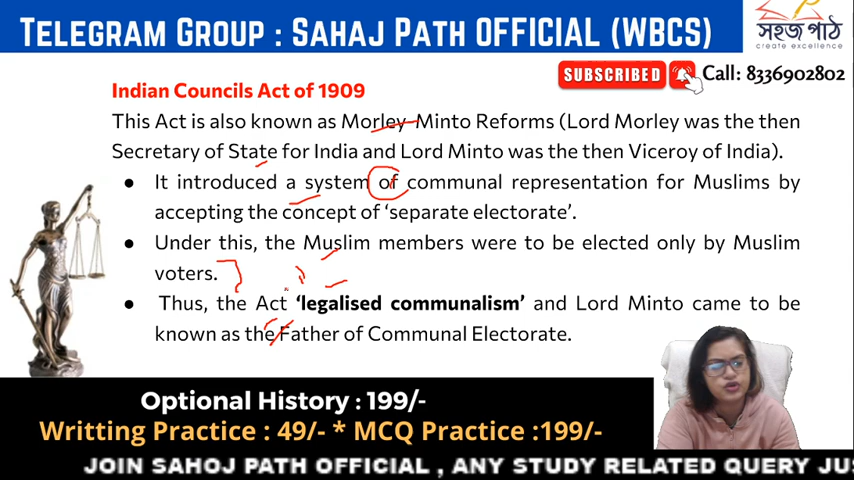 TELEGRAM GROUP : SAHAJ PATH OFFICIAL (WBCS)
সহজ পাঠ
create excellence
SUBSCRIBED
Call: 8336902802
Indian Councils Act of 1909
This Act is also known as Morley-Minto Reforms (Lord Morley was the then
Secretary of State for India and Lord Minto was the then Viceroy of India).
● It introduced a system of communal representation for Muslims by
accepting the concept of ‘separate electorate’.
● Under this, the Muslim members were to be elected only by Muslim
voters.
● Thus, the Act ‘legalised communalism’ and Lord Minto came to be
known as the Father of Communal Electorate.
Optional History : 199/-
Writting Practice : 49/- * MCQ Practice :199/-
JOIN SAHOJ PATH OFFICIAL , ANY STUDY RELATED QUERY JUS